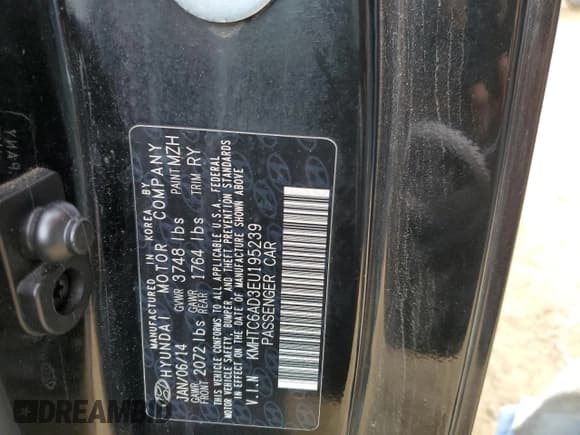 MANUFACTURED IN KOREA BY
HYUNDAI MOTOR COMPANY
JAN/06/14 GVWR 3748 lbs PAINT MZH
GAWR FRONT 2072 lbs GAWR REAR 1764 lbs TRIM RY
THIS VEHICLE CONFORMS TO ALL APPLICABLE U.S.A. FEDERAL
MOTOR VEHICLE SAFETY, BUMPER, AND THEFT PREVENTION STANDARDS
IN EFFECT ON THE DATE OF MANUFACTURE SHOWN ABOVE
V.I.N KMHTC6AD3EU195239
PASSENGER CAR
DREAMBID